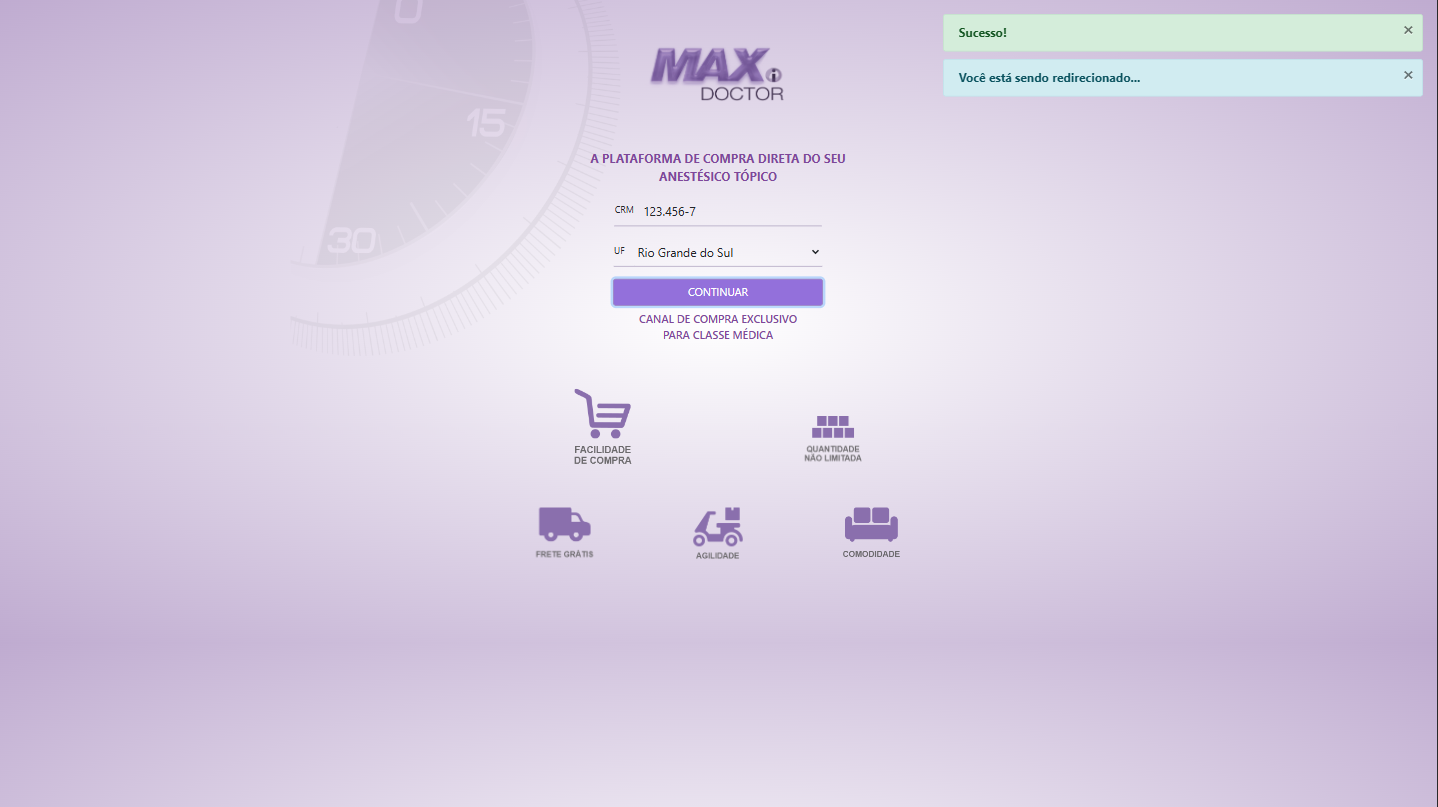 0
15
30
MAX i
DOCTOR
Sucesso! ×
Você está sendo redirecionado... ×
A PLATAFORMA DE COMPRA DIRETA DO SEU
ANESTÉSICO TÓPICO
CRM 123.456-7
UF Rio Grande do Sul
CONTINUAR
CANAL DE COMPRA EXCLUSIVO
PARA CLASSE MÉDICA
FACILIDADE
DE COMPRA
QUANTIDADE
NÃO LIMITADA
FRETE GRÁTIS
AGILIDADE
COMODIDADE